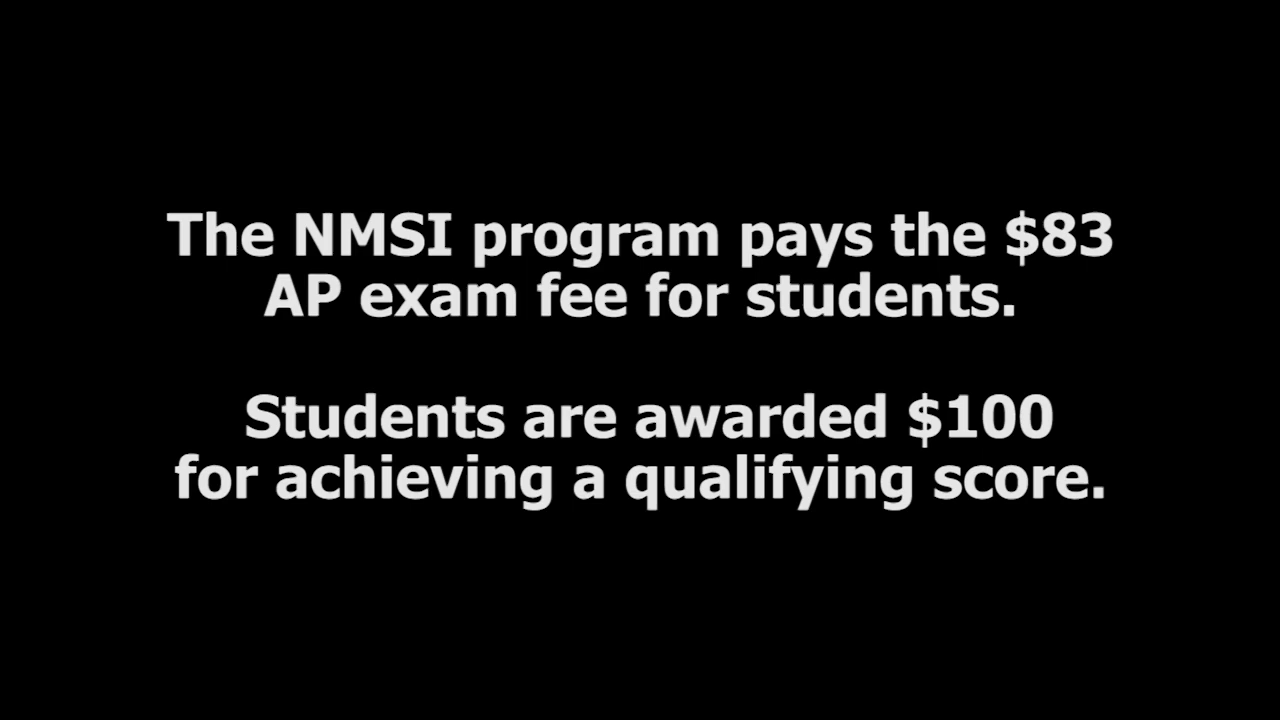 The NMSI program pays the $83
AP exam fee for students.
Students are awarded $100
for achieving a qualifying score.